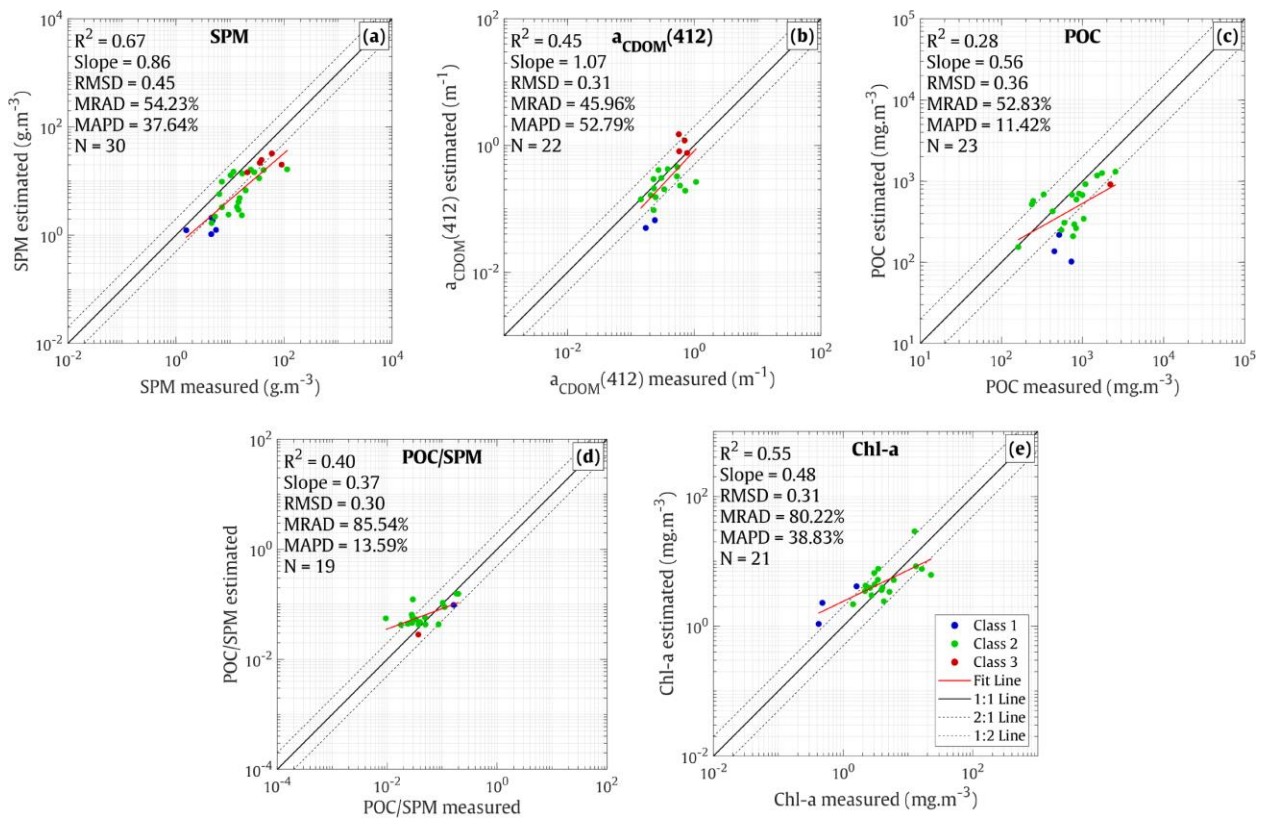 SPM
(a)
R² = 0.67
Slope = 0.86
RMSD = 0.45
MRAD = 54.23%
MAPD = 37.64%
N = 30
SPM estimated (g.m⁻³)
10⁴
10²
10⁰
10⁻²
10⁻² 10⁰ 10² 10⁴
SPM measured (g.m⁻³)
a_CDOM(412)
(b)
R² = 0.45
Slope = 1.07
RMSD = 0.31
MRAD = 45.96%
MAPD = 52.79%
N = 22
a_CDOM(412) estimated (m⁻¹)
10²
10⁰
10⁻²
10⁻² 10⁰ 10²
a_CDOM(412) measured (m⁻¹)
POC
(c)
R² = 0.28
Slope = 0.56
RMSD = 0.36
MRAD = 52.83%
MAPD = 11.42%
N = 23
POC estimated (mg.m⁻³)
10⁵
10⁴
10³
10²
10¹
10¹ 10² 10³ 10⁴ 10⁵
POC measured (mg.m⁻³)
POC/SPM
(d)
R² = 0.40
Slope = 0.37
RMSD = 0.30
MRAD = 85.54%
MAPD = 13.59%
N = 19
POC/SPM estimated
10²
10⁰
10⁻²
10⁻⁴
10⁻⁴ 10⁻² 10⁰ 10²
POC/SPM measured
Chl-a
(e)
R² = 0.55
Slope = 0.48
RMSD = 0.31
MRAD = 80.22%
MAPD = 38.83%
N = 21
Chl-a estimated (mg.m⁻³)
10²
10⁰
10⁻²
10⁻² 10⁰ 10²
Chl-a measured (mg.m⁻³)
Class 1
Class 2
Class 3
Fit Line
1:1 Line
2:1 Line
1:2 Line